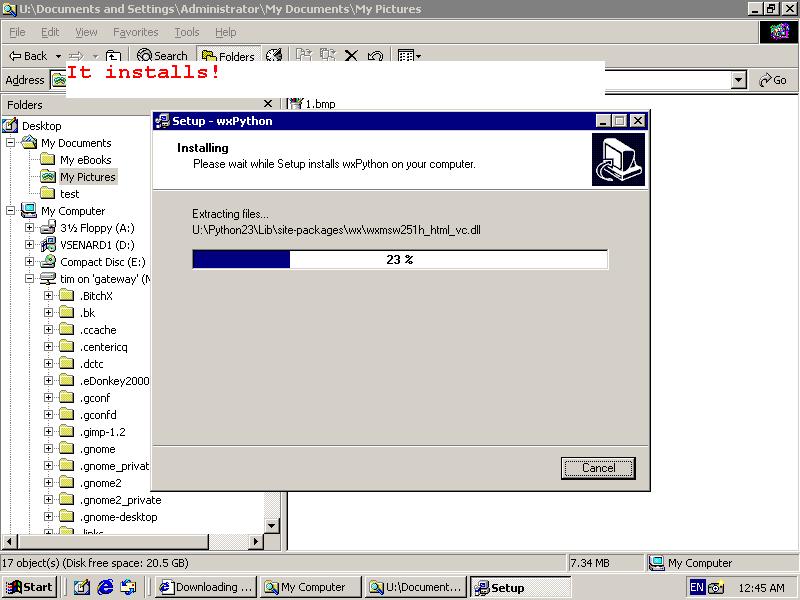 U:\Documents and Settings\Administrator\My Documents\My Pictures
File Edit View Favorites Tools Help
Back Search Folders
It installs!
Address Go
Folders
1.bmp
Desktop
My Documents
My eBooks
My Pictures
test
My Computer
3½ Floppy (A:)
VSENARD1 (D:)
Compact Disc (E:)
tim on 'gateway' (
.BitchX
.bk
.ccache
.centericq
.dctc
.eDonkey2000
.gconf
.gconfd
.gimp-1.2
.gnome
.gnome_privat
.gnome2
.gnome2_private
.gnome-desktop
.links
Setup - wxPython
Installing
Please wait while Setup installs wxPython on your computer.
Extracting files...
U:\Python23\Lib\site-packages\wx\wxmsw251h_html_vc.dll
23 %
Cancel
17 object(s) (Disk free space: 20.5 GB) 7.34 MB My Computer
Start Downloading ... My Computer U:\Document... Setup EN 12:45 AM